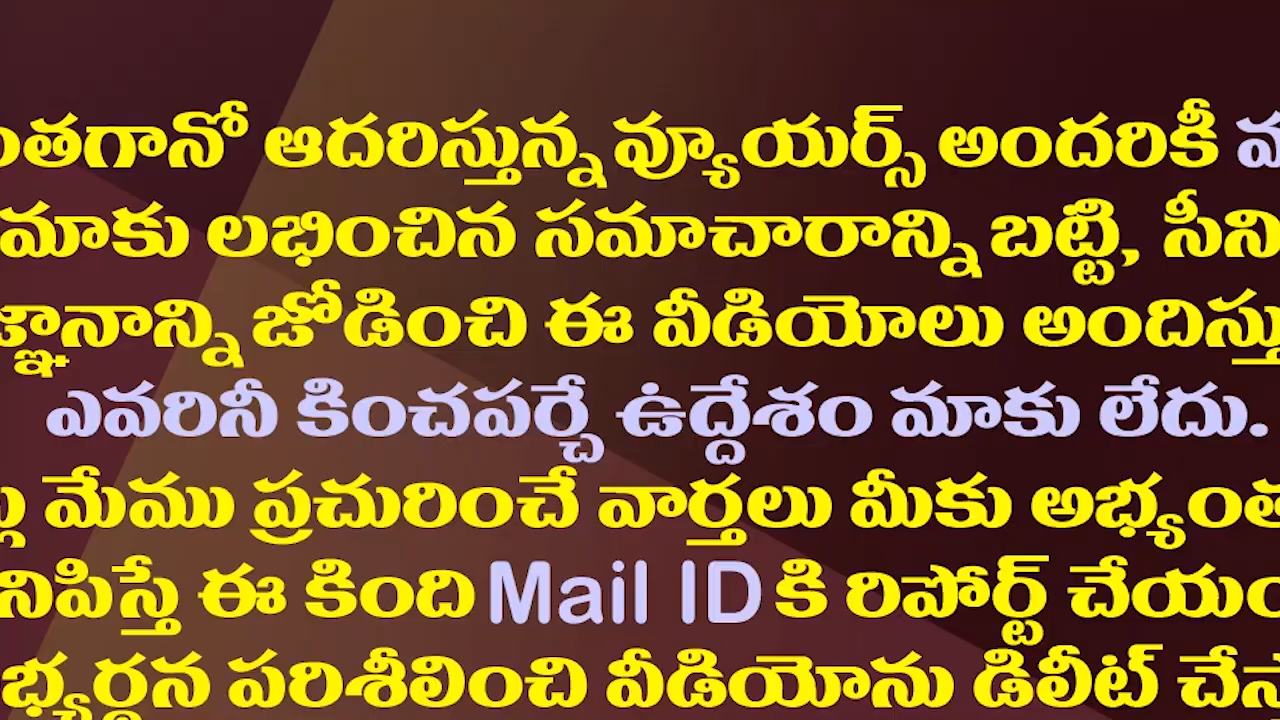 ఆదరిస్తున్న వ్యూయర్స్ అందరికీ
మాకు లభించిన సమాచారాన్ని బట్టి,
జోడించి ఈ వీడియోలు
ఎవరినీ కించపర్చే ఉద్దేశం మాకు లేదు.
మేము ప్రచురించే వార్తలు మీకు
ఈ కింది Mail ID కి రిపోర్ట్
పరిశీలించి వీడియోను డిలీట్